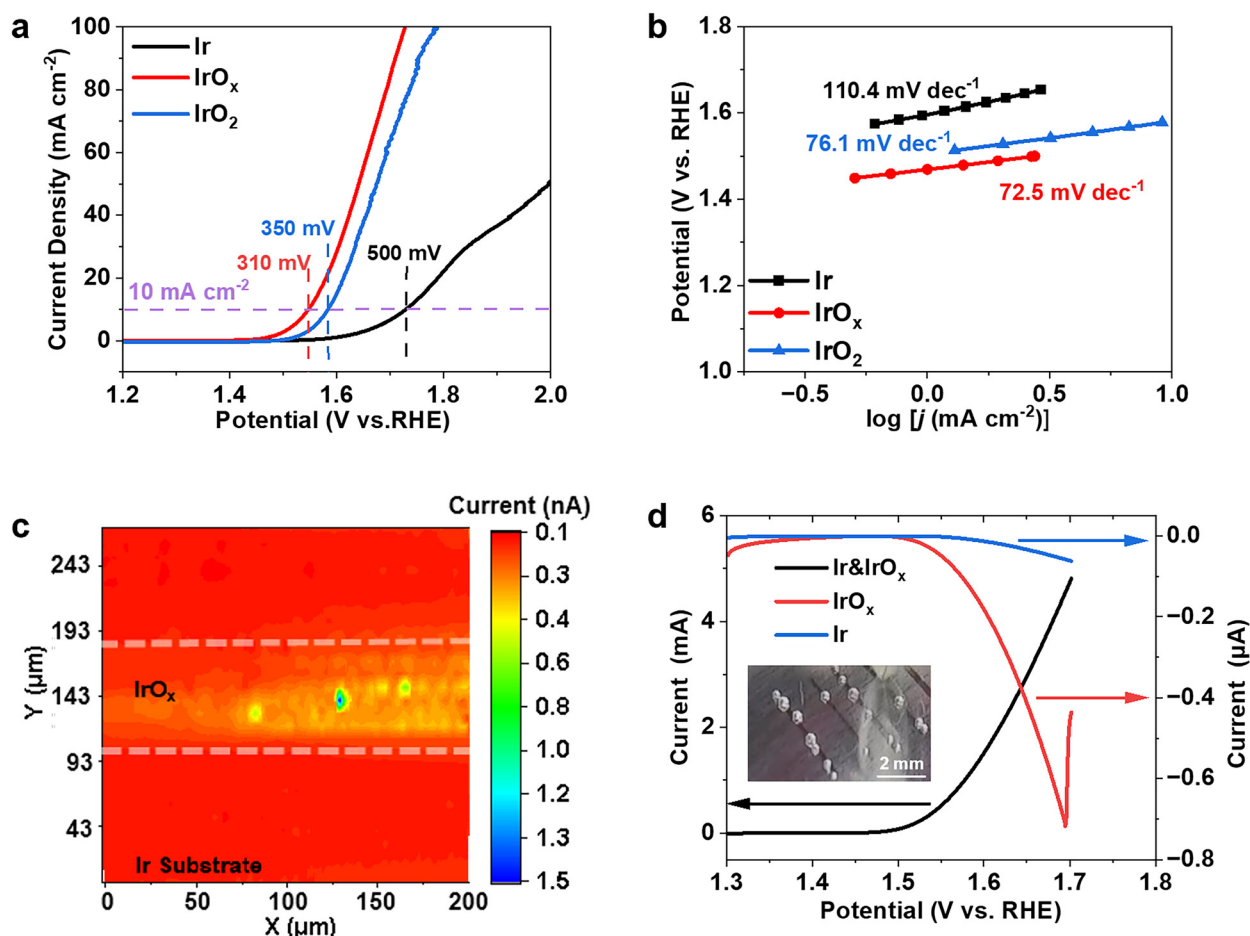 a
100
80
60
40
20
0
Current Density (mA cm⁻²)
Ir
IrOₓ
IrO₂
350 mV
310 mV
500 mV
10 mA cm⁻²
1.2 1.4 1.6 1.8 2.0
Potential (V vs.RHE)
b
1.8
1.6
1.4
1.2
1.0
Potential (V vs. RHE)
110.4 mV dec⁻¹
76.1 mV dec⁻¹
72.5 mV dec⁻¹
Ir
IrOₓ
IrO₂
−0.5 0.0 0.5 1.0
log [j (mA cm⁻²)]
c
Current (nA)
243
193
143
93
43
Y (µm)
IrOₓ
Ir Substrate
0 50 100 150 200
X (µm)
0.1
0.3
0.4
0.6
0.8
1.0
1.2
1.3
1.5
d
6
4
2
0
Current (mA)
Ir&IrOₓ
IrOₓ
Ir
2 mm
0.0
−0.2
−0.4
−0.6
−0.8
Current (µA)
1.3 1.4 1.5 1.6 1.7 1.8
Potential (V vs. RHE)